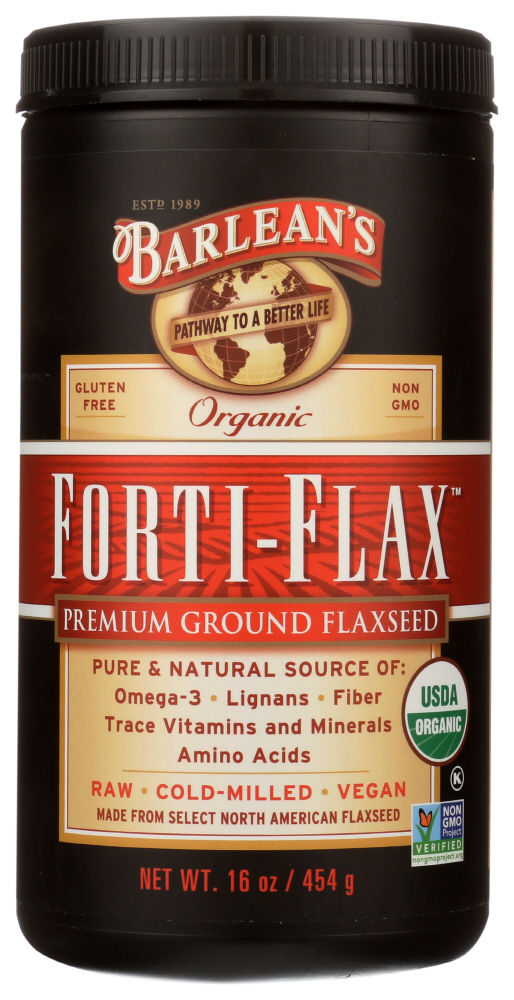 ESTD 1989
BARLEAN'S
PATHWAY TO A BETTER LIFE
GLUTEN
FREE
NON
GMO
Organic
FORTI-FLAX™
PREMIUM GROUND FLAXSEED
PURE & NATURAL SOURCE OF:
Omega-3 • Lignans • Fiber
Trace Vitamins and Minerals
Amino Acids
USDA
ORGANIC
RAW • COLD-MILLED • VEGAN
MADE FROM SELECT NORTH AMERICAN FLAXSEED
K
NON
GMO
Project
VERIFIED
nongmoproject.org
NET WT. 16 oz / 454 g